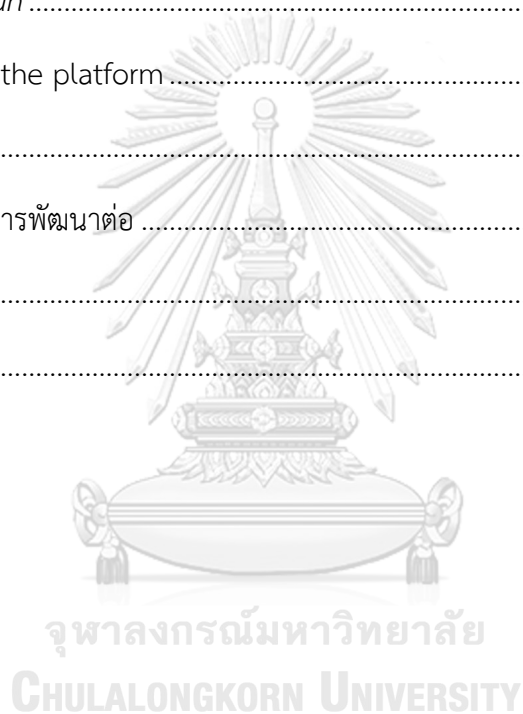 the platform ........................................................
........................................................................
ารพัฒนาต่อ ........................................................
........................................................................
........................................................................
จุฬาลงกรณ์มหาวิทยาลัย
CHULALONGKORN UNIVERSITY